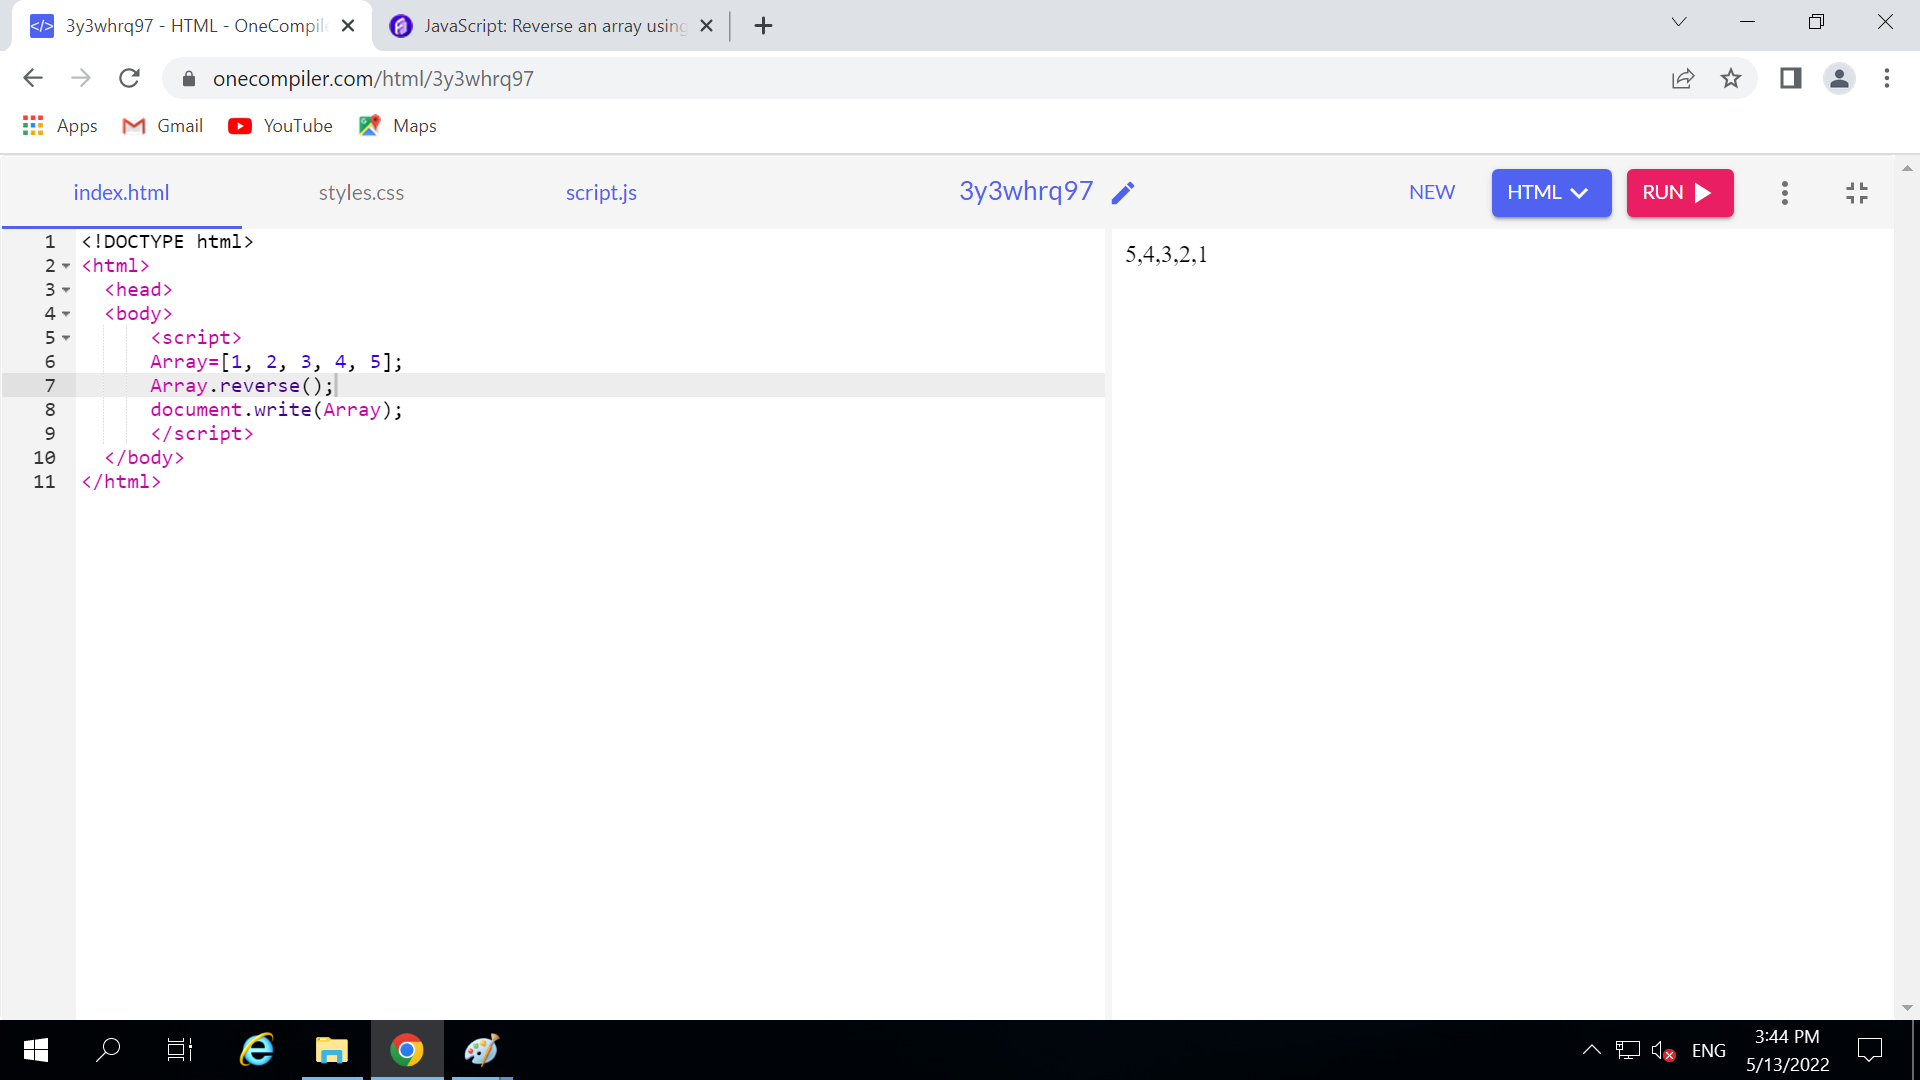 3y3whrq97 - HTML - OneCompil
JavaScript: Reverse an array using
onecompiler.com/html/3y3whrq97
Apps Gmail YouTube Maps
index.html styles.css script.js 3y3whrq97 NEW HTML RUN
1 <!DOCTYPE html>
2 <html>
3 <head>
4 <body>
5 <script>
6 Array=[1, 2, 3, 4, 5];
7 Array.reverse();
8 document.write(Array);
9 </script>
10 </body>
11 </html>
5,4,3,2,1
ENG
3:44 PM
5/13/2022